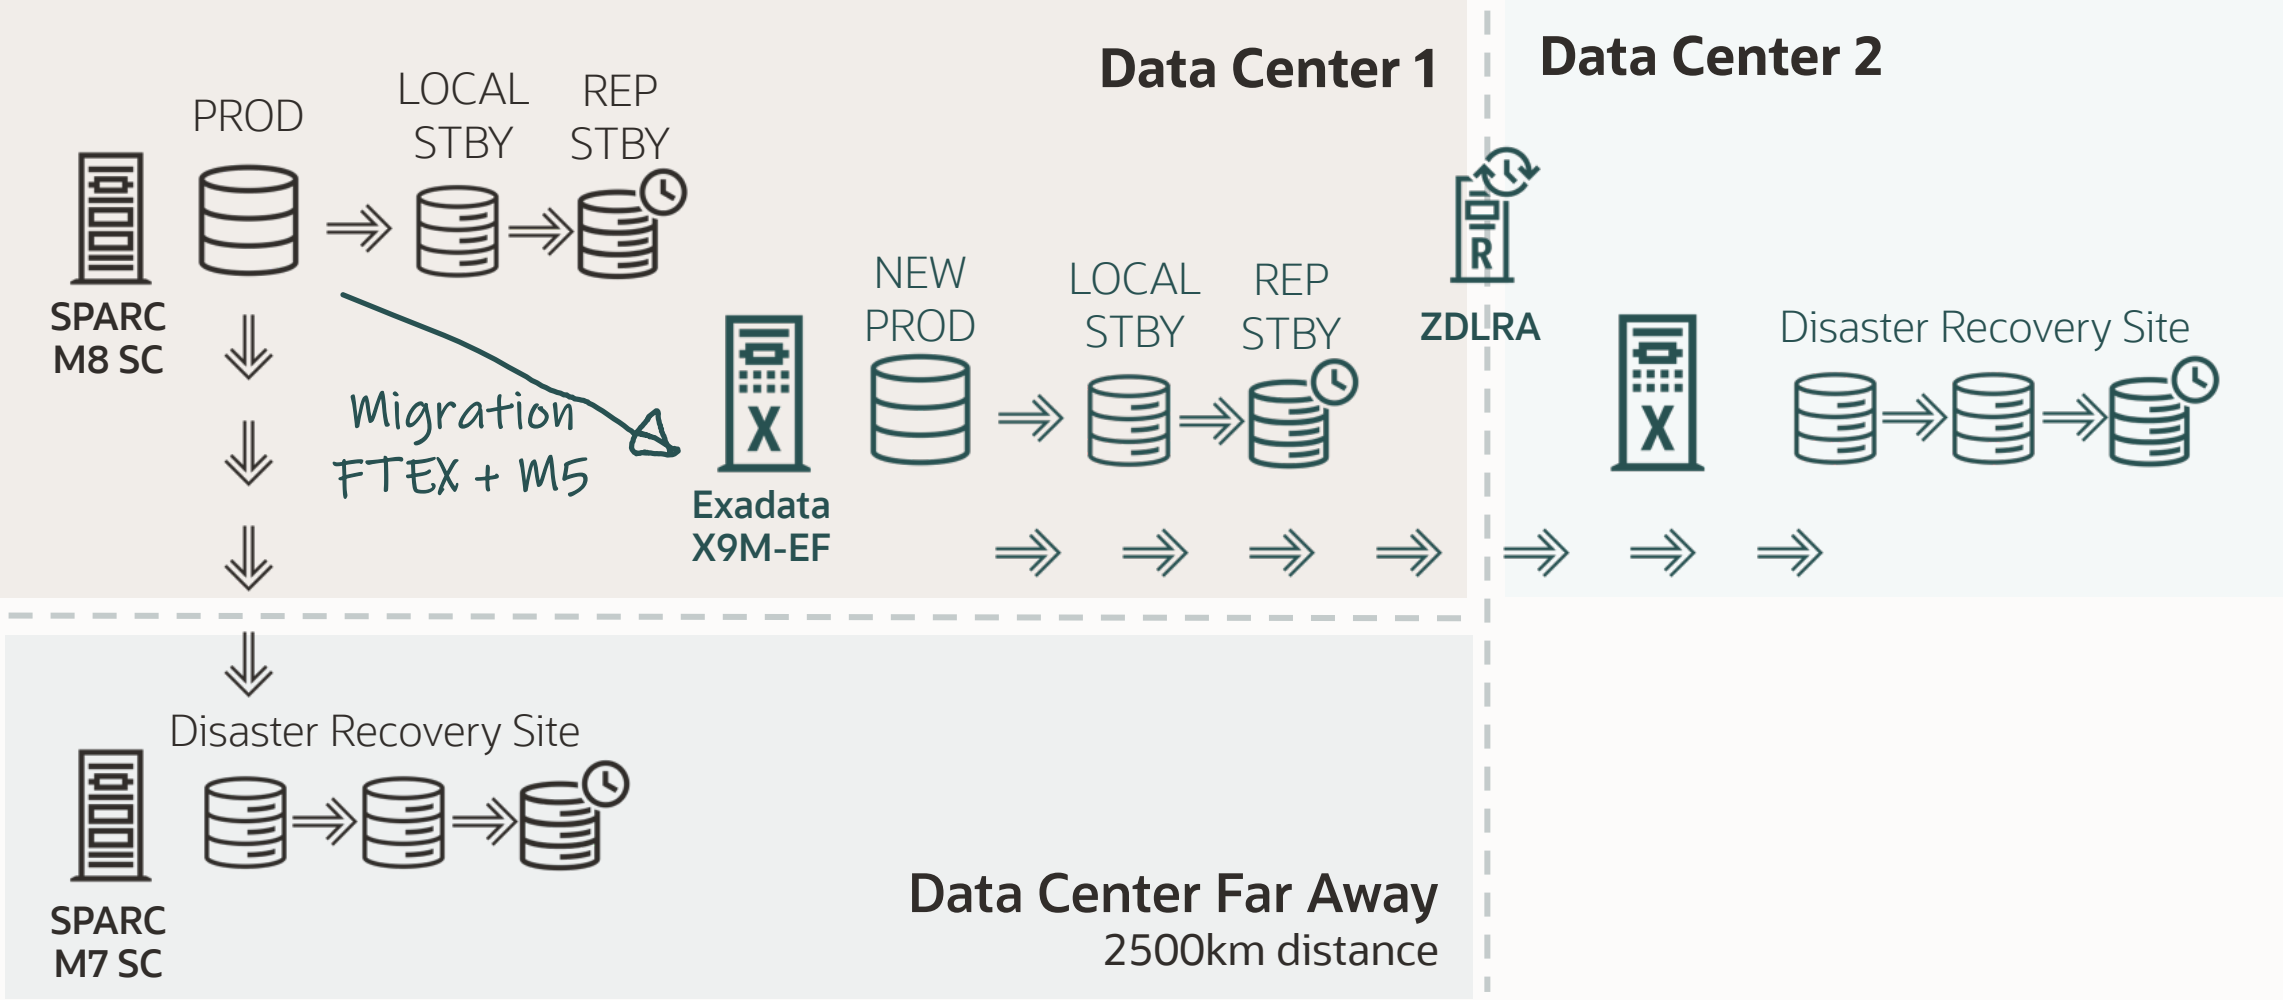 Data Center 1
Data Center 2
PROD
LOCAL
STBY
REP
STBY
SPARC
M8 SC
Migration
FTEX + M5
X
Exadata
X9M-EF
NEW
PROD
LOCAL
STBY
REP
STBY
R
ZDLRA
X
Disaster Recovery Site
Disaster Recovery Site
SPARC
M7 SC
Data Center Far Away
2500km distance